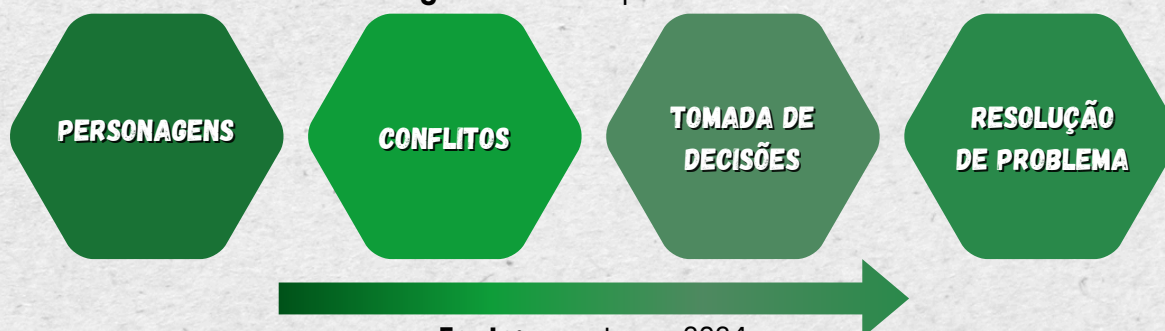 PERSONAGENS
CONFLITOS
TOMADA DE
DECISÕES
RESOLUÇÃO
DE PROBLEMA